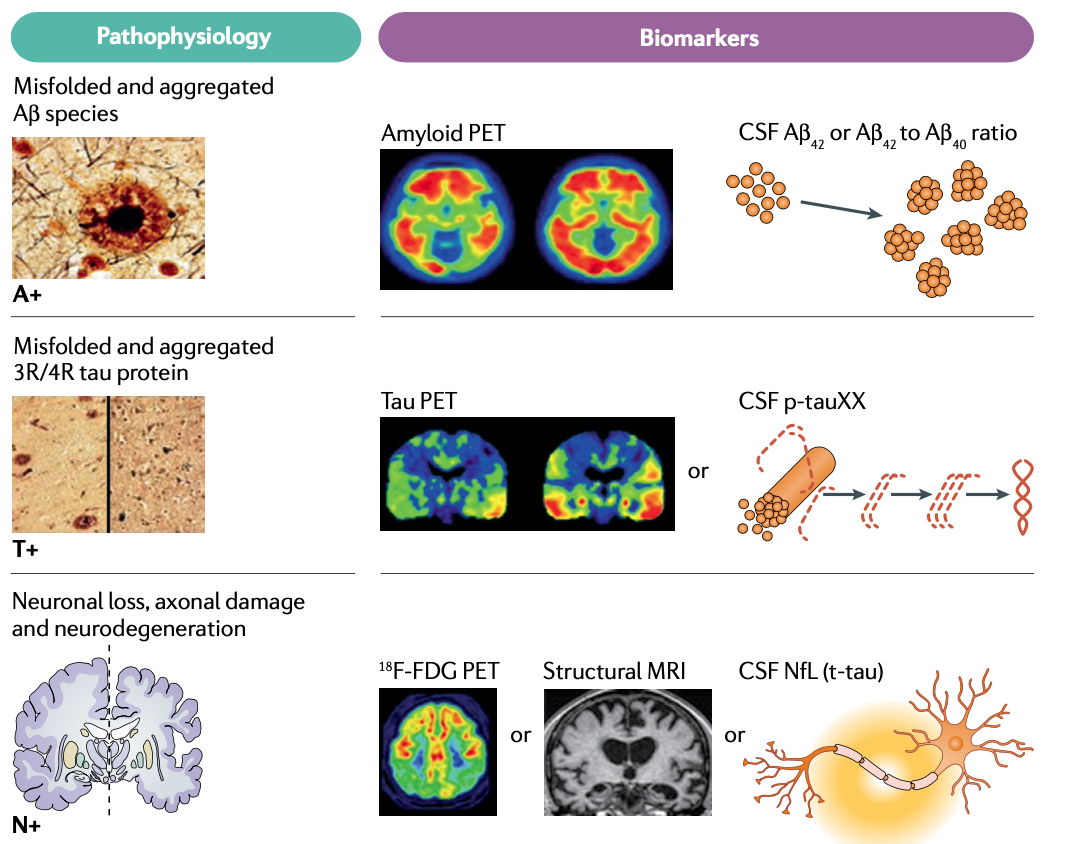 Pathophysiology
Biomarkers
Misfolded and aggregated
Aβ species
A+
Amyloid PET
CSF Aβ42 or Aβ42 to Aβ40 ratio
Misfolded and aggregated
3R/4R tau protein
T+
Tau PET
or
CSF p-tauXX
Neuronal loss, axonal damage
and neurodegeneration
N+
18F-FDG PET
or
Structural MRI
or
CSF NfL (t-tau)